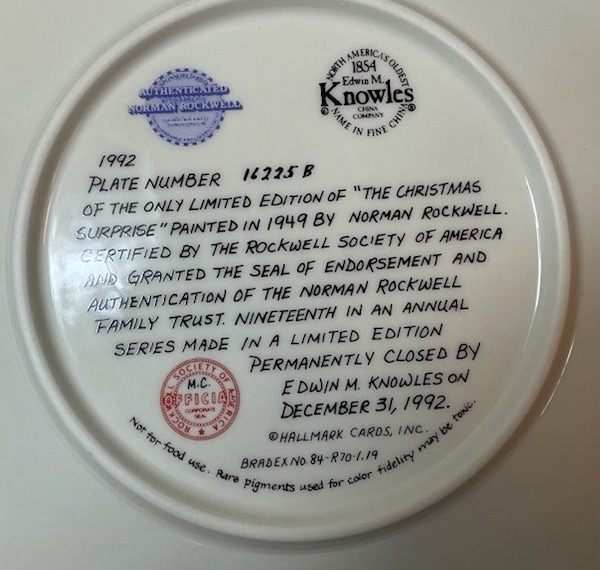 AUTHENTICATED
NORMAN ROCKWELL
NORTH AMERICA'S OLDEST
1854
Edwin M.
Knowles
CHINA
COMPANY
NAME IN FINE CHINA
1992
PLATE NUMBER 16225 B
OF THE ONLY LIMITED EDITION OF "THE CHRISTMAS
SURPRISE" PAINTED IN 1949 BY NORMAN ROCKWELL.
CERTIFIED BY THE ROCKWELL SOCIETY OF AMERICA
AND GRANTED THE SEAL OF ENDORSEMENT AND
AUTHENTICATION OF THE NORMAN ROCKWELL
FAMILY TRUST. NINETEENTH IN AN ANNUAL
SERIES MADE IN A LIMITED EDITION
PERMANENTLY CLOSED BY
EDWIN M. KNOWLES ON
DECEMBER 31, 1992.
ROCKWELL SOCIETY OF AMERICA
M.C.
OFFICIAL
CORPORATE
SEAL
©HALLMARK CARDS, INC.
BRADEX NO 84-R70-1.19
Not for food use. Rare pigments used for color fidelity may be toxic.